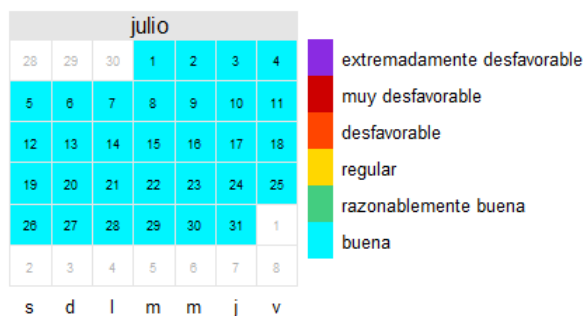 julio
28 29 30 1 2 3 4
5 6 7 8 9 10 11
12 13 14 15 16 17 18
19 20 21 22 23 24 25
26 27 28 29 30 31 1
2 3 4 5 6 7 8
s d l m m j v
extremadamente desfavorable
muy desfavorable
desfavorable
regular
razonablemente buena
buena